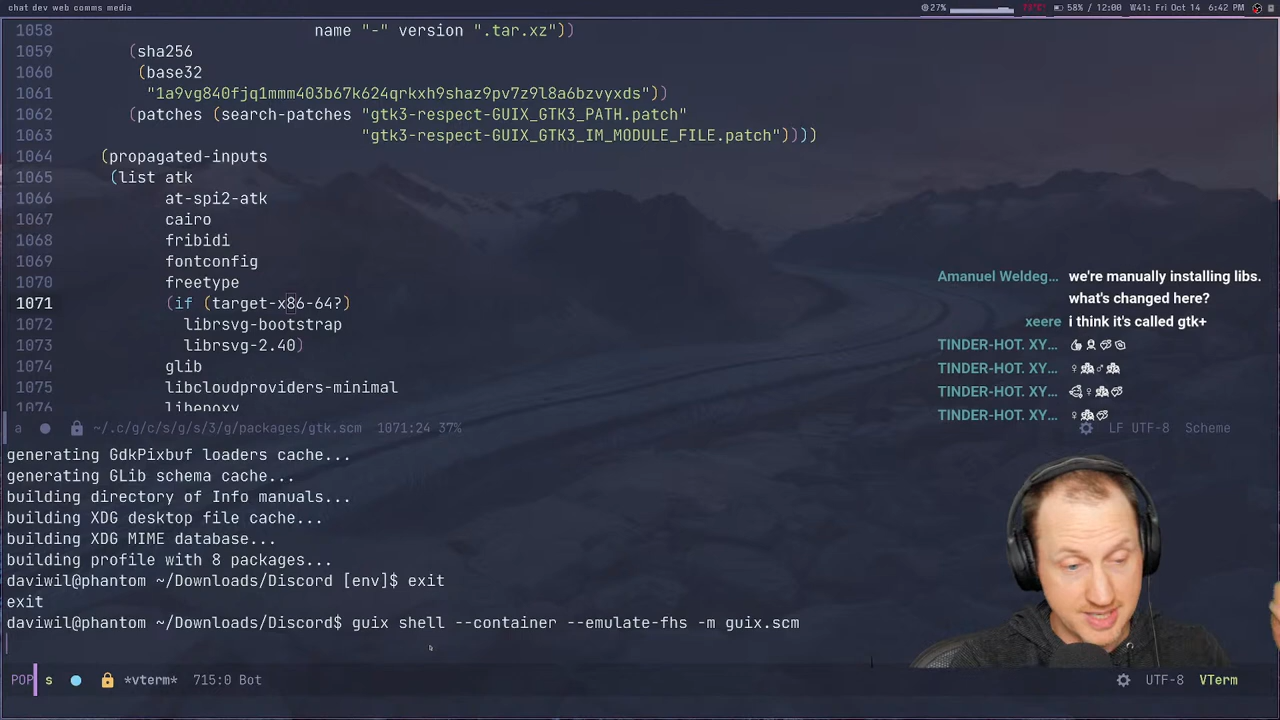 chat dev web comms media
27%
73°C
58% / 12:00
W41: Fri Oct 14
6:42 PM
1058 name "-" version ".tar.xz"))
1059 (sha256
1060 (base32
1061 "1a9vg840fjq1mmm403b67k624qrkxh9shaz9pv7z9l8a6bzvyxds"))
1062 (patches (search-patches "gtk3-respect-GUIX_GTK3_PATH.patch"
1063 "gtk3-respect-GUIX_GTK3_IM_MODULE_FILE.patch"))))
1064 (propagated-inputs
1065 (list atk
1066 at-spi2-atk
1067 cairo
1068 fribidi
1069 fontconfig
1070 freetype
1071 (if (target-x86-64?)
1072 librsvg-bootstrap
1073 librsvg-2.40)
1074 glib
1075 libcloudproviders-minimal
1076 libepoxy
a ~/.c/g/c/s/g/s/3/g/packages/gtk.scm 1071:24 37% LF UTF-8 Scheme
Amanuel Weldeg... we're manually installing libs.
what's changed here?
xeere i think it's called gtk+
TINDER-HOT. XY...
TINDER-HOT. XY...
TINDER-HOT. XY...
TINDER-HOT. XY...
generating GdkPixbuf loaders cache...
generating GLib schema cache...
building directory of Info manuals...
building XDG desktop file cache...
building XDG MIME database...
building profile with 8 packages...
daviwil@phantom ~/Downloads/Discord [env]$ exit
exit
daviwil@phantom ~/Downloads/Discord$ guix shell --container --emulate-fhs -m guix.scm
POP s *vterm* 715:0 Bot UTF-8 VTerm